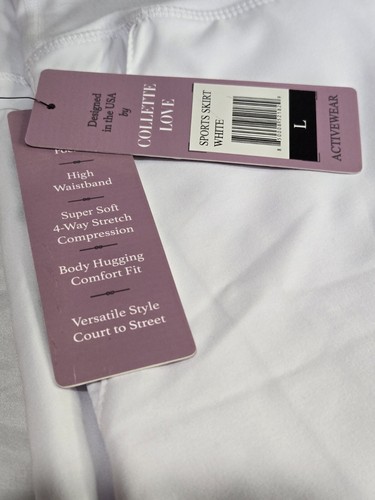 Designed
in the USA
by
COLLETTE
LOVE
SPORTS SKIRT
WHITE
L
ACTIVEWEAR
High
Waistband
Super Soft
4-Way Stretch
Compression
Body Hugging
Comfort Fit
Versatile Style
Court to Street